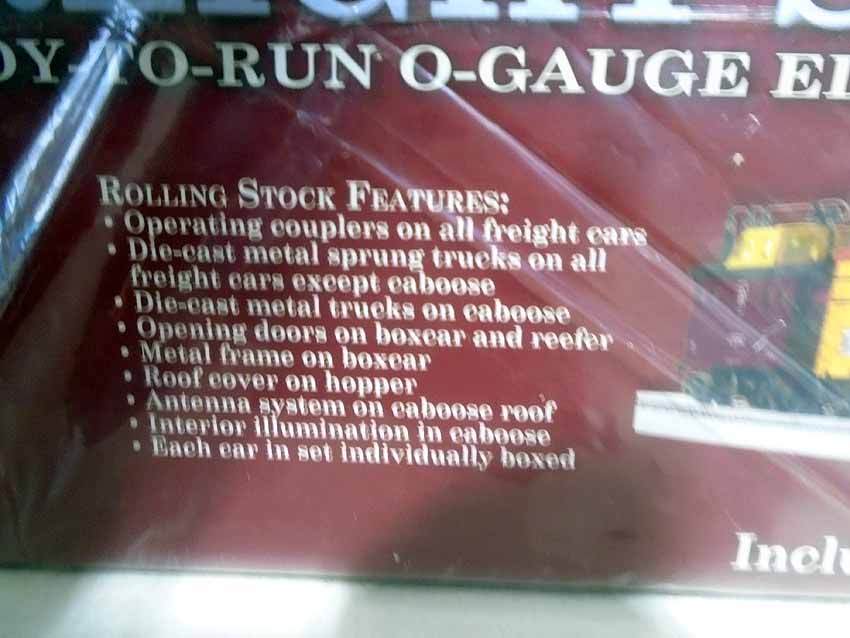 -TO-RUN O-GAUGE
ROLLING STOCK FEATURES:
• Operating couplers on all freight cars
• Die-cast metal sprung trucks on all
freight cars except caboose
• Die-cast metal trucks on caboose
• Opening doors on boxcar and reefer
• Metal frame on boxcar
• Roof cover on hopper
• Antenna system on caboose roof
• Interior illumination in caboose
• Each car in set individually boxed